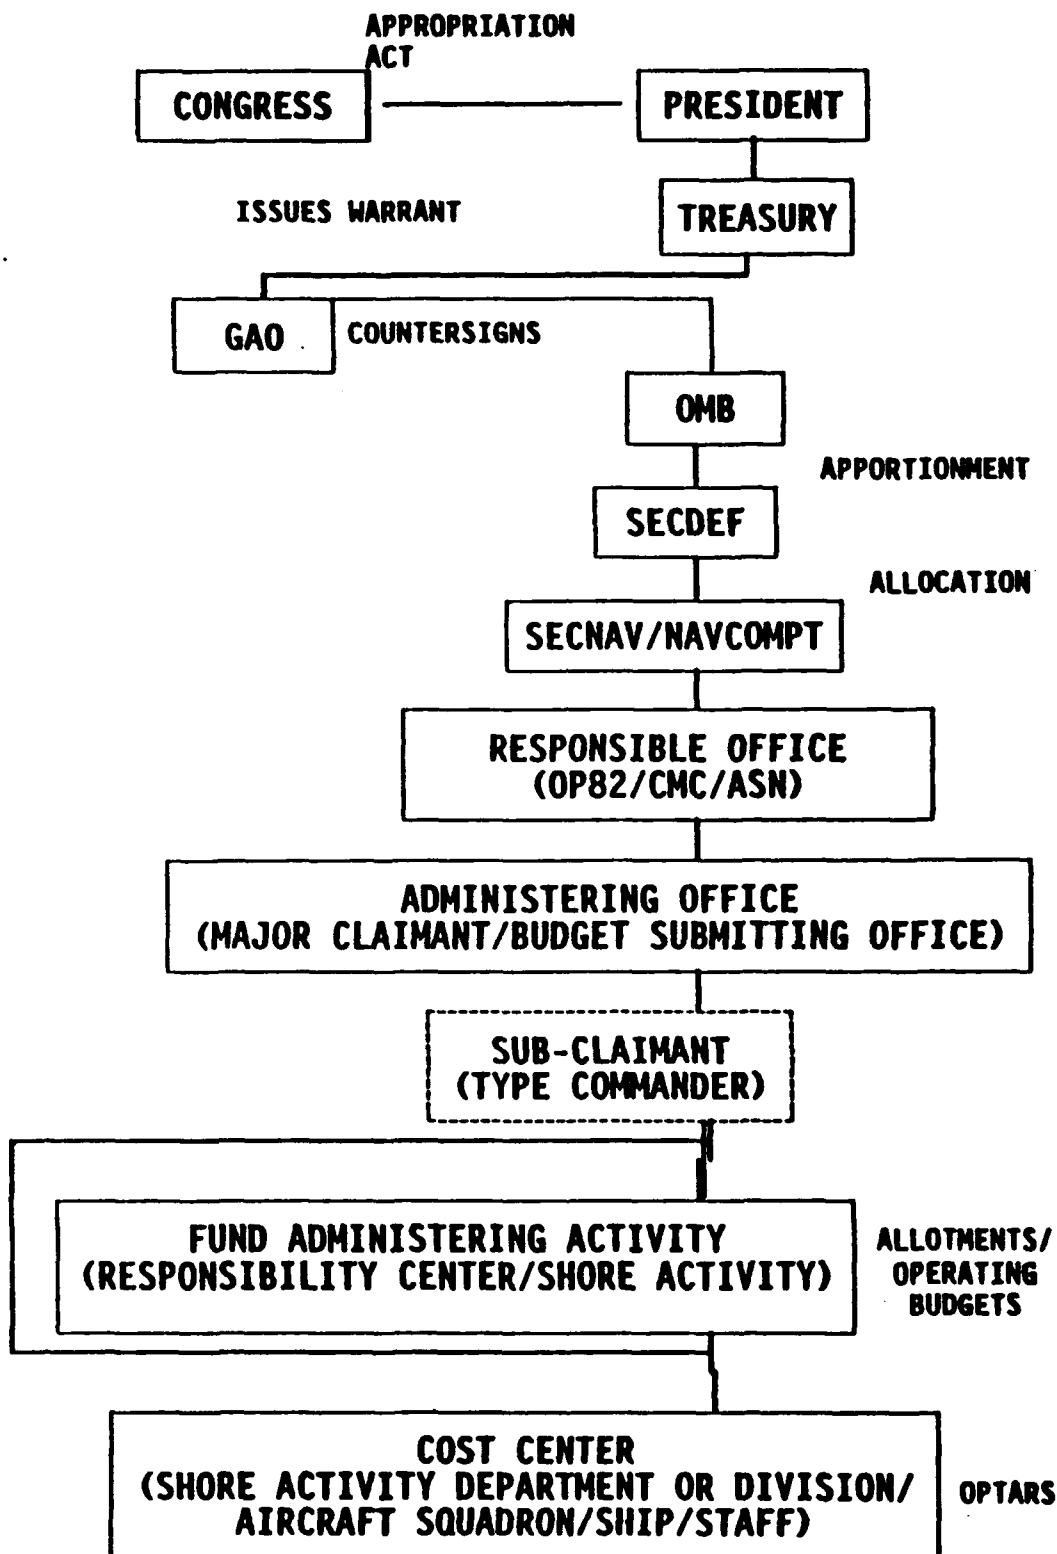 APPROPRIATION
ACT
CONGRESS
PRESIDENT
ISSUES WARRANT
TREASURY
GAO
COUNTERSIGNS
OMB
APPORTIONMENT
SECDEF
ALLOCATION
SECNAV/NAVCOMPT
RESPONSIBLE OFFICE
(OP82/CMC/ASN)
ADMINISTERING OFFICE
(MAJOR CLAIMANT/BUDGET SUBMITTING OFFICE)
SUB-CLAIMANT
(TYPE COMMANDER)
FUND ADMINISTERING ACTIVITY
(RESPONSIBILITY CENTER/SHORE ACTIVITY)
ALLOTMENTS/
OPERATING
BUDGETS
COST CENTER
(SHORE ACTIVITY DEPARTMENT OR DIVISION/
AIRCRAFT SQUADRON/SHIP/STAFF)
OPTARS